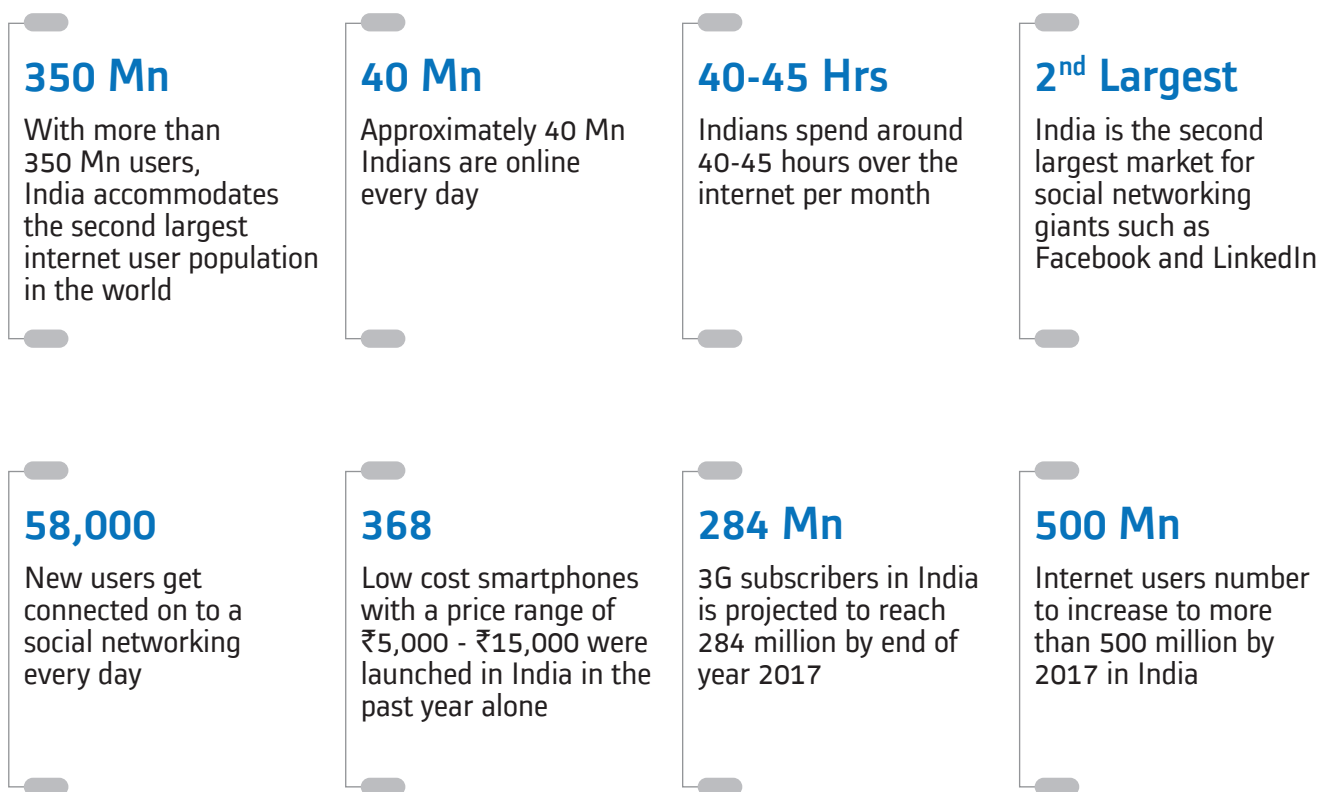 350 Mn
With more than
350 Mn users,
India accommodates
the second largest
internet user population
in the world
40 Mn
Approximately 40 Mn
Indians are online
every day
40-45 Hrs
Indians spend around
40-45 hours over the
internet per month
2nd Largest
India is the second
largest market for
social networking
giants such as
Facebook and LinkedIn
58,000
New users get
connected on to a
social networking
every day
368
Low cost smartphones
with a price range of
₹5,000 - ₹15,000 were
launched in India in the
past year alone
284 Mn
3G subscribers in India
is projected to reach
284 million by end of
year 2017
500 Mn
Internet users number
to increase to more
than 500 million by
2017 in India